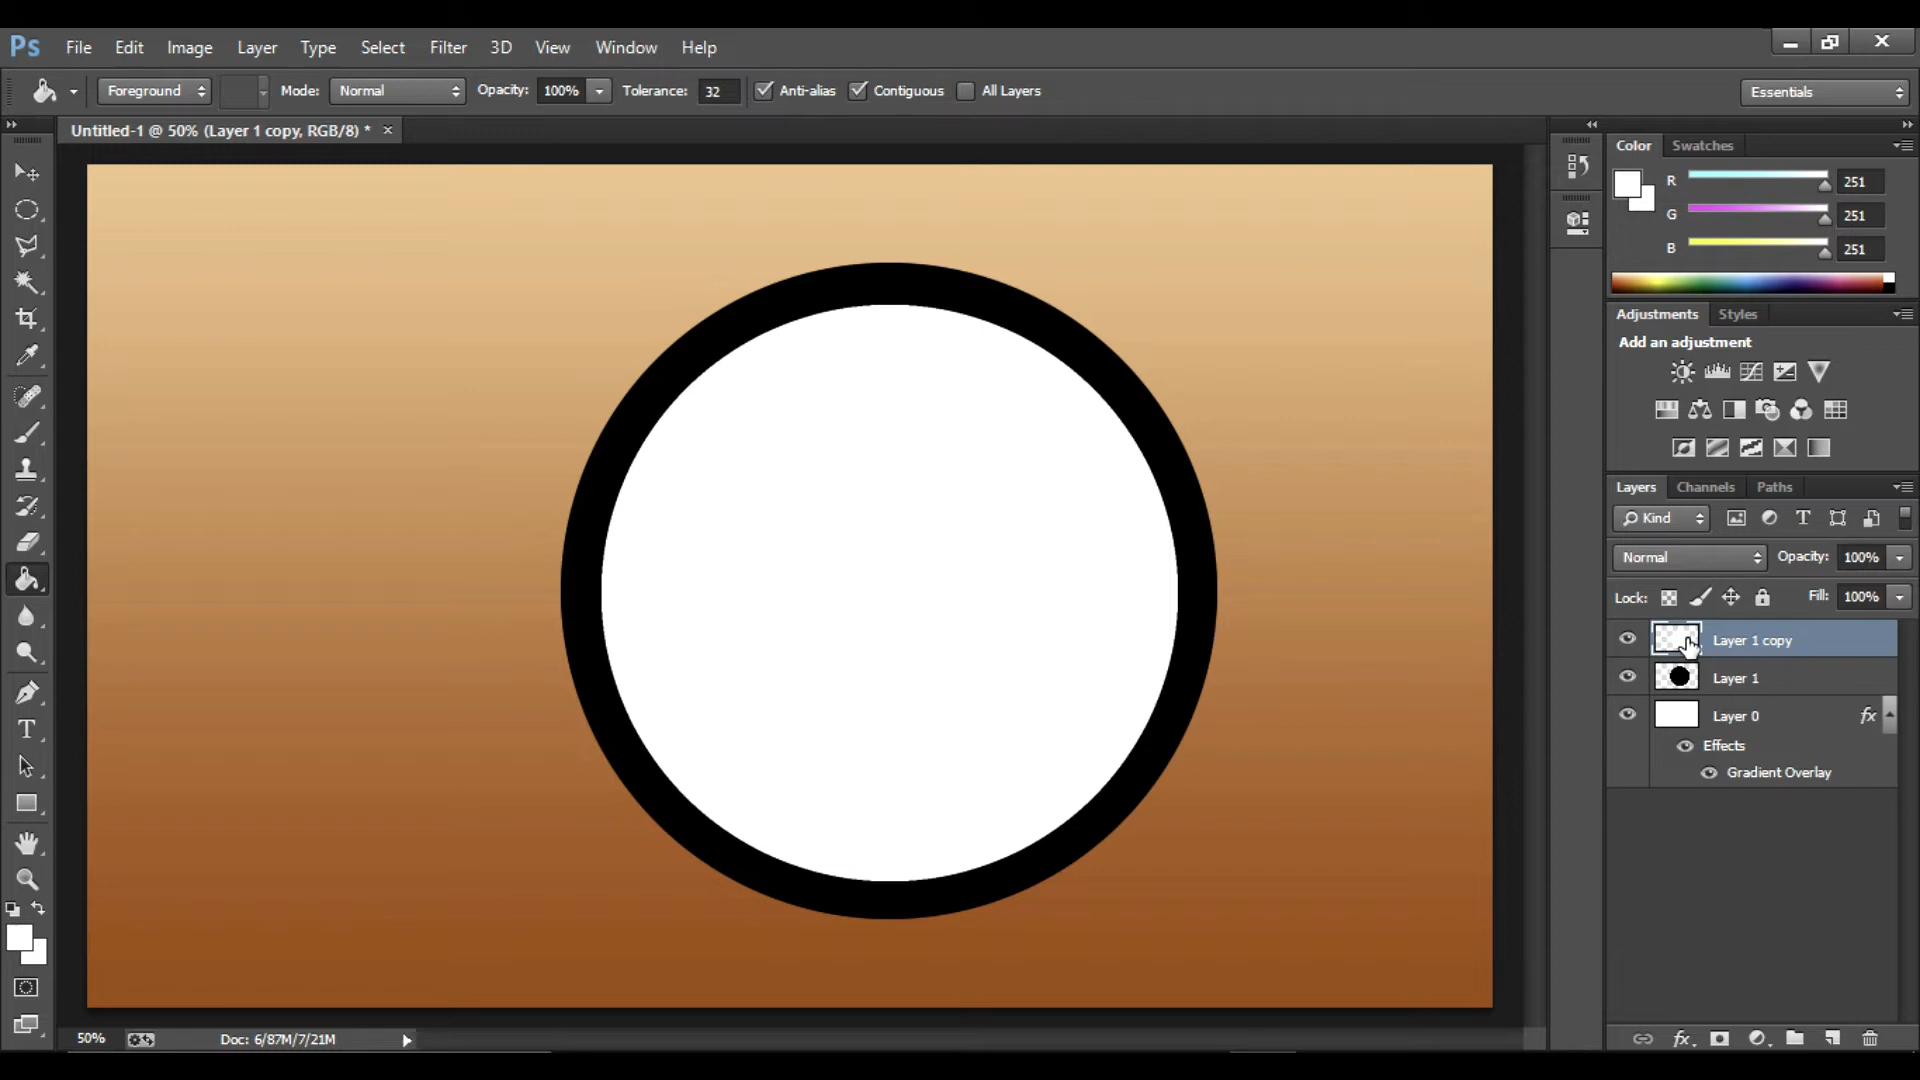 Ps File Edit Image Layer Type Select Filter 3D View Window Help
Foreground Mode: Normal Opacity: 100% Tolerance: 32 Anti-alias Contiguous All Layers Essentials
Untitled-1 @ 50% (Layer 1 copy, RGB/8) *
Color Swatches
R 251
G 251
B 251
Adjustments Styles
Add an adjustment
Layers Channels Paths
Kind
Normal Opacity: 100%
Lock: Fill: 100%
Layer 1 copy
Layer 1
Layer 0 fx
Effects
Gradient Overlay
50% Doc: 6/87M/7/21M